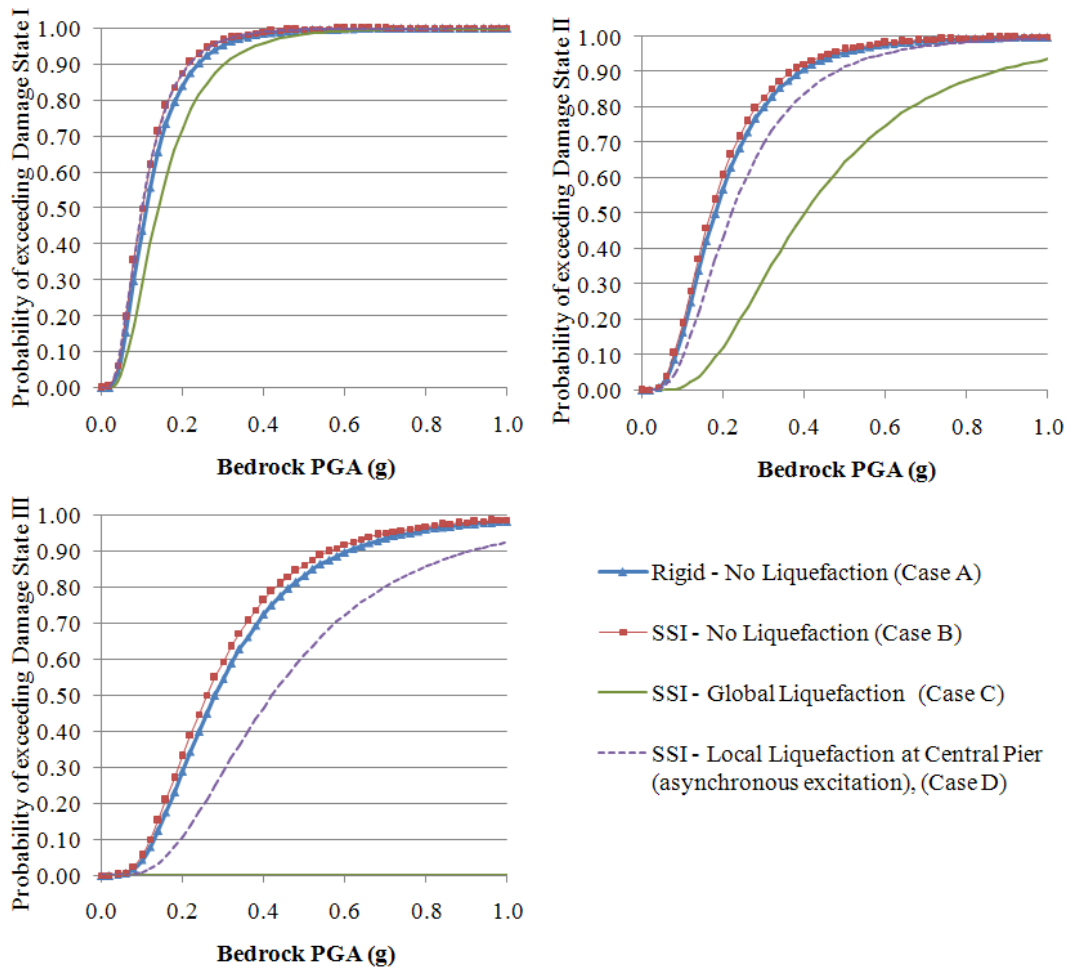 Probability of exceeding Damage State I
1.00
0.90
0.80
0.70
0.60
0.50
0.40
0.30
0.20
0.10
0.00
0.0 0.2 0.4 0.6 0.8 1.0
Bedrock PGA (g)
Probability of exceeding Damage State II
1.00
0.90
0.80
0.70
0.60
0.50
0.40
0.30
0.20
0.10
0.00
0.0 0.2 0.4 0.6 0.8 1.0
Bedrock PGA (g)
Probability of exceeding Damage State III
1.00
0.90
0.80
0.70
0.60
0.50
0.40
0.30
0.20
0.10
0.00
0.0 0.2 0.4 0.6 0.8 1.0
Bedrock PGA (g)
Rigid - No Liquefaction (Case A)
SSI - No Liquefaction (Case B)
SSI - Global Liquefaction (Case C)
SSI - Local Liquefaction at Central Pier
(asynchronous excitation), (Case D)